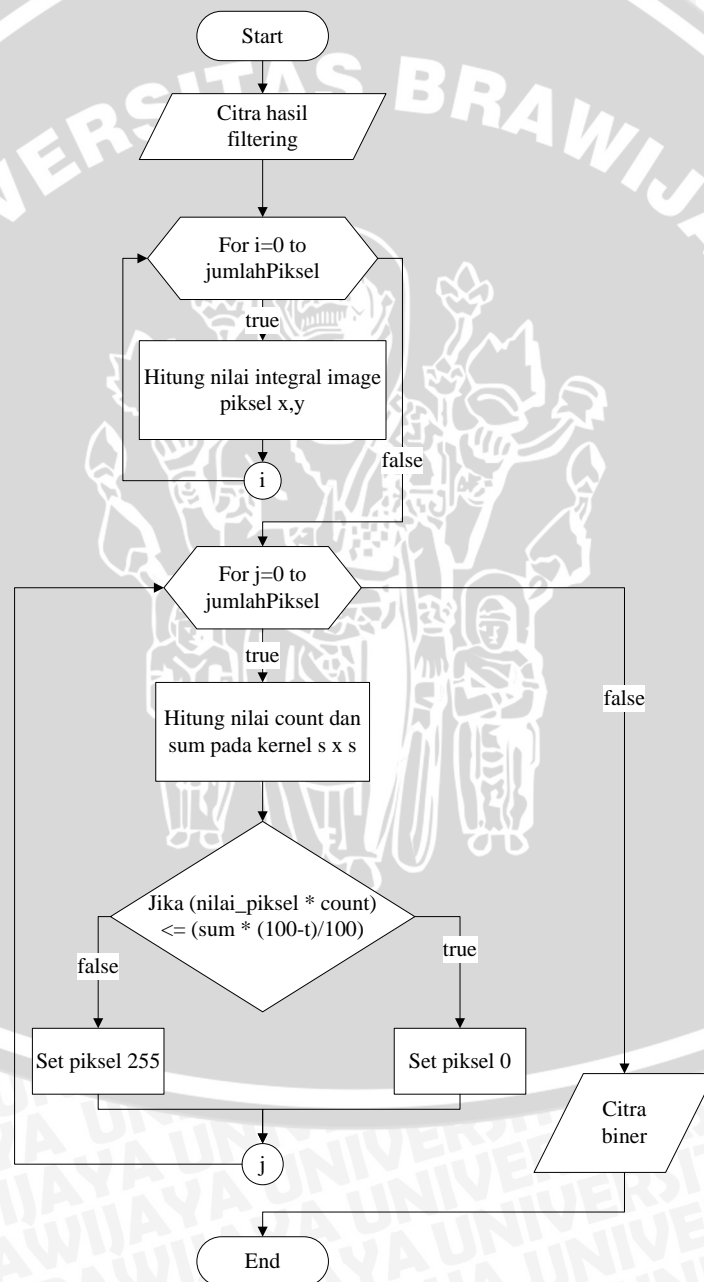 Start
Citra hasil
filtering
For i=0 to
jumlahPiksel
true
Hitung nilai integral image
piksel x,y
false
i
For j=0 to
jumlahPiksel
true
false
Hitung nilai count dan
sum pada kernel s x s
Jika (nilai_piksel * count)
<= (sum * (100-t)/100)
false
true
Set piksel 255
Set piksel 0
Citra
biner
j
End
VERSITAS BRAWIJA